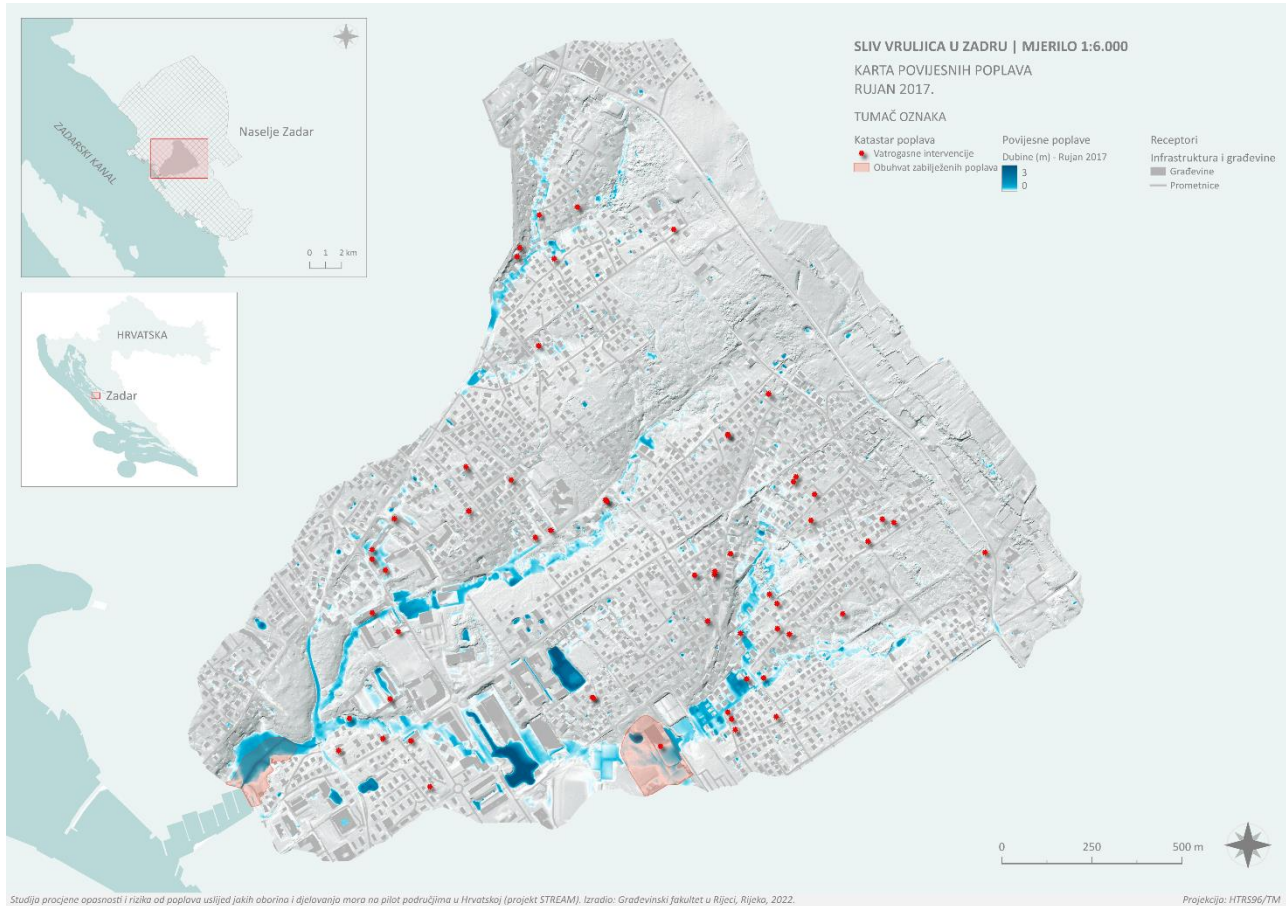 SLIV VRULJICA U ZADRU | MJERILO 1:6.000
KARTA POVIJESNIH POPLAVA
RUJAN 2017.
TUMAČ OZNAKA
Katastar poplava
Vatrogasne intervencije
Obuhvat zabilježenih poplava
Povijesne poplave
Dubine (m) - Rujan 2017
3
0
Receptori
Infrastruktura i građevine
Građevine
Prometnice
ZADARSKI KANAL
Naselje Zadar
0 1 2 km
HRVATSKA
Zadar
0 250 500 m
Studija procjene opasnosti i rizika od poplava uslijed jakih oborina i djelovanja mora na pilot područjima u Hrvatskoj (projekt STREAM). Izradio: Građevinski fakultet u Rijeci, Rijeka, 2022.
Projekcija: HTRS96/TM